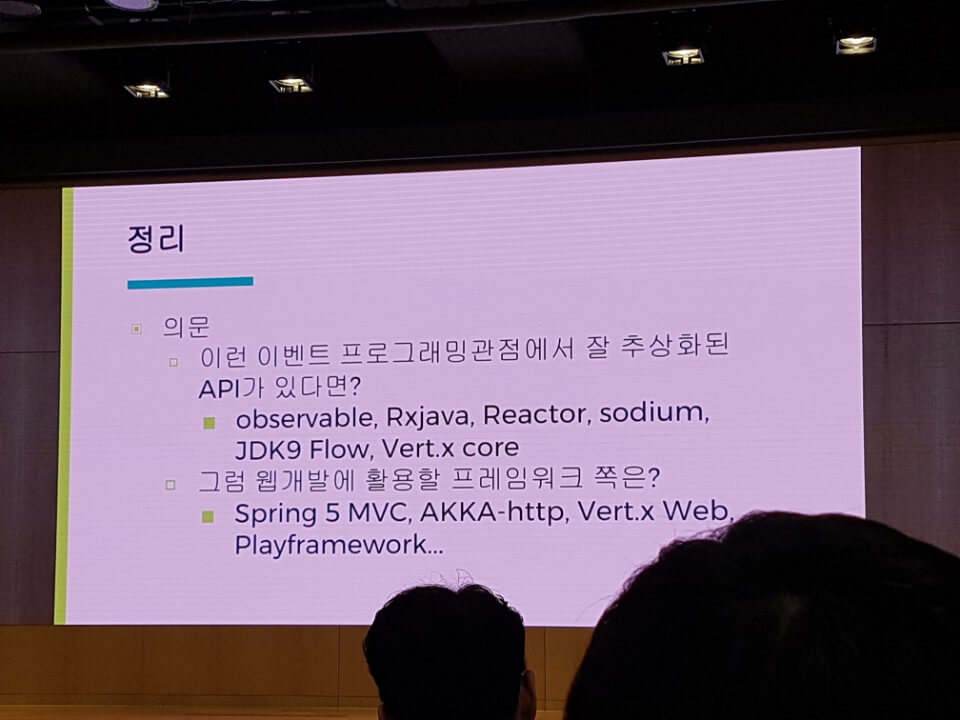 정리
의문
이런 이벤트 프로그래밍관점에서 잘 추상화된
API가 있다면?
observable, Rxjava, Reactor, sodium,
JDK9 Flow, Vert.x core
그럼 웹개발에 활용할 프레임워크 쪽은?
Spring 5 MVC, AKKA-http, Vert.x Web,
Playframework...